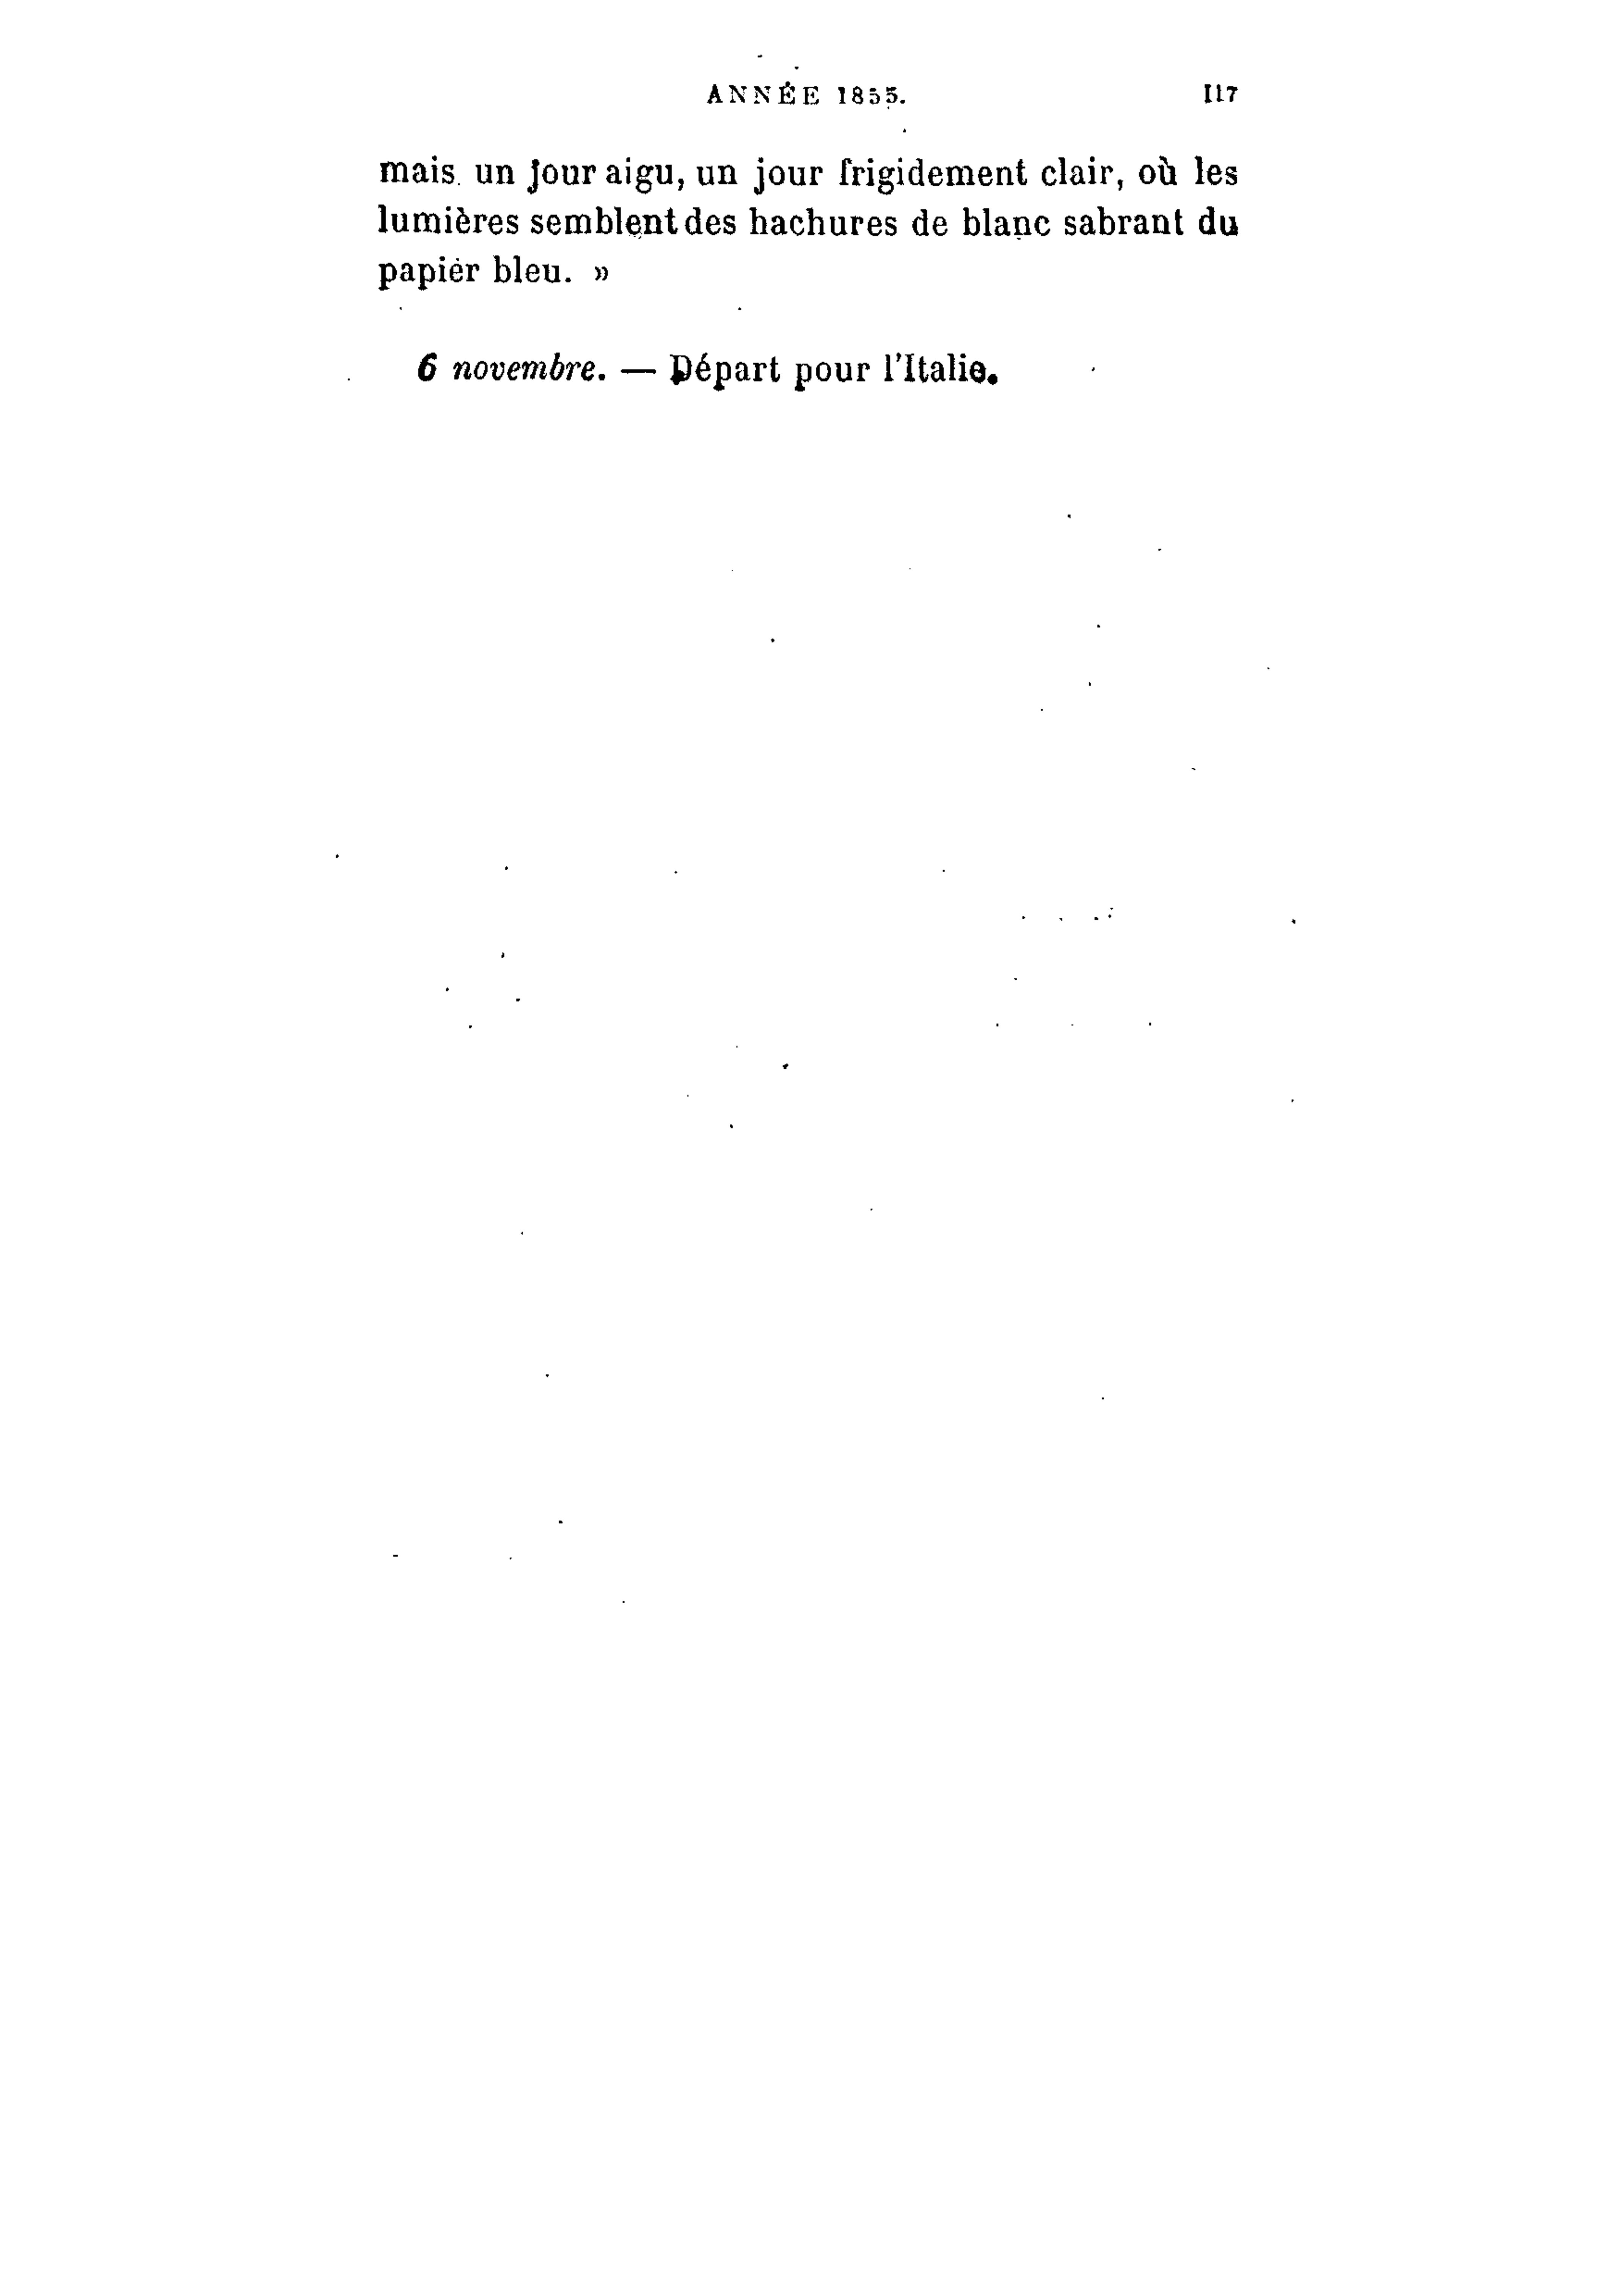 ANNÉE 1855. 117
mais un jour aigu, un jour frigidement clair, où les
lumières semblent des hachures de blanc sabrant du
papier bleu. »
6 novembre. — Départ pour l'Italie.